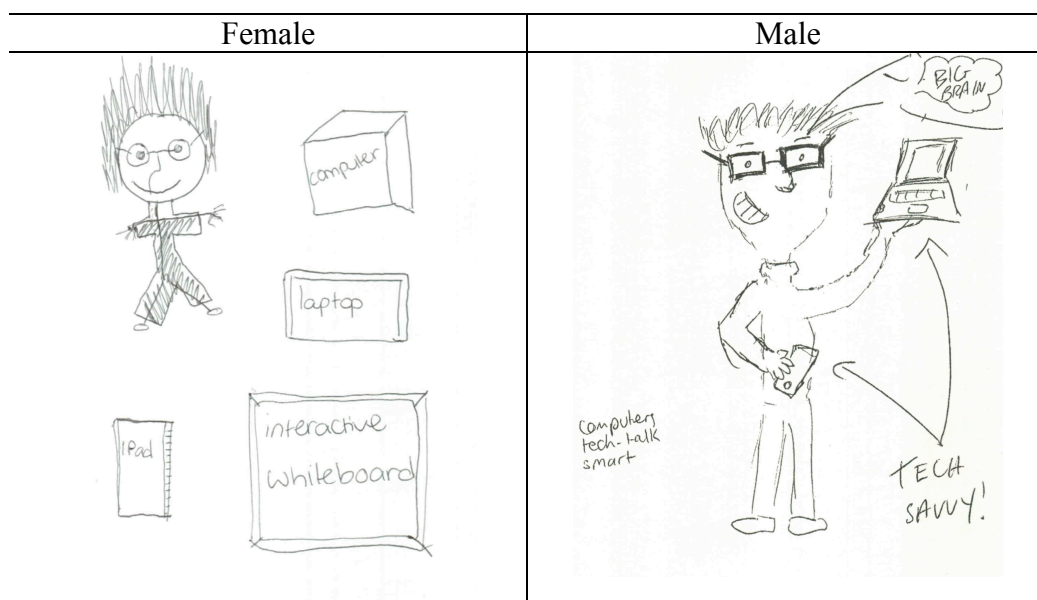 Female
Male
computer
laptop
iPad
interactive
whiteboard
BIG
BRAIN
computers
tech-talk
smart
TECH
SAVVY!